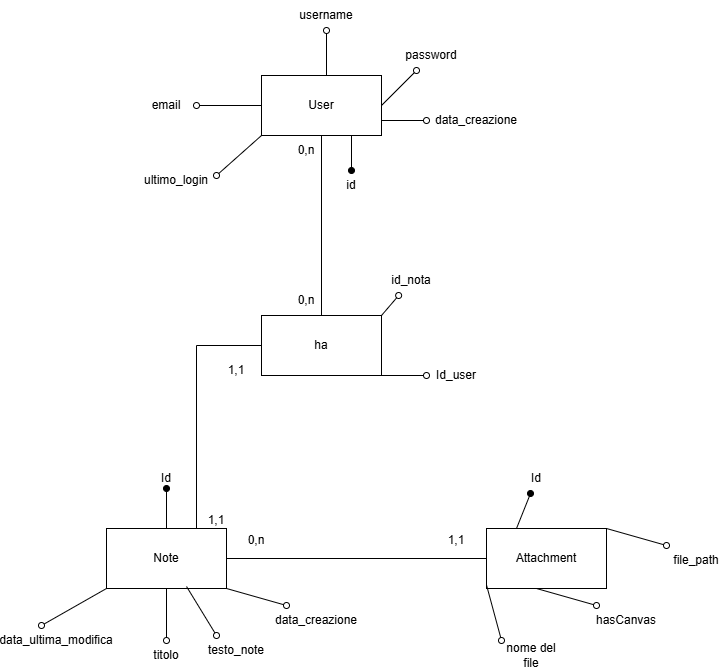 username
password
email
User
data_creazione
0,n
ultimo_login
id
id_nota
0,n
ha
1,1
Id_user
Id
Id
1,1
0,n
1,1
Note
Attachment
file_path
data_creazione
hasCanvas
data_ultima_modifica
titolo
testo_note
nome del
file